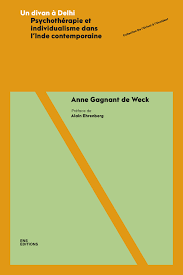 Un divan à Delhi
Psychothérapie et
individualisme dans
l'Inde contemporaine
Anne Gagnant de Weck
Préface de
Alain Ehrenberg
ENS
ÉDITIONS